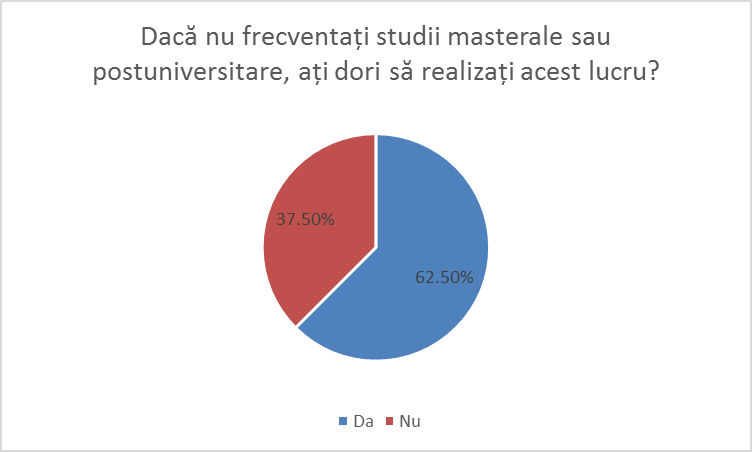 Dacă nu frecventați studii masterale sau
postuniversitare, ați dori să realizați acest lucru?
37.50%
62.50%
Da Nu